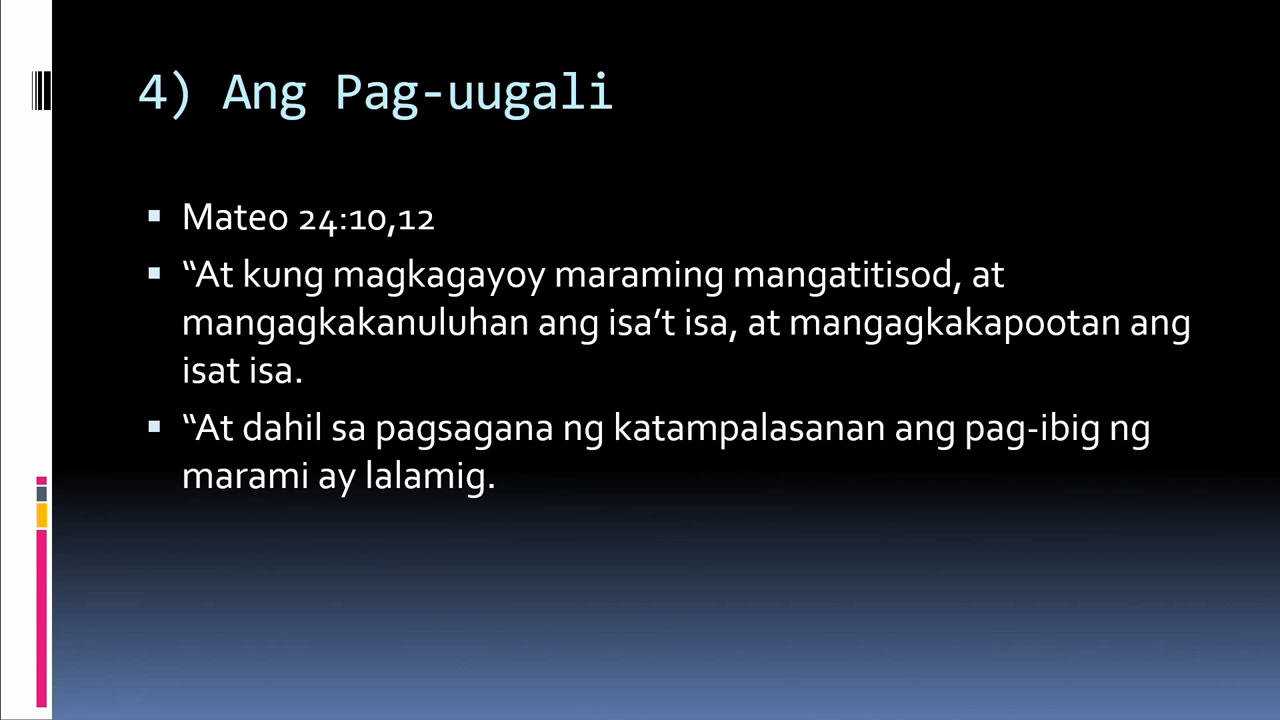 4) Ang Pag-uugali
Mateo 24:10,12
“At kung magkagayoy maraming mangatitisod, at
mangagkakanuluhan ang isa’t isa, at mangagkakapootan ang
isat isa.
“At dahil sa pagsagana ng katampalasanan ang pag-ibig ng
marami ay lalamig.